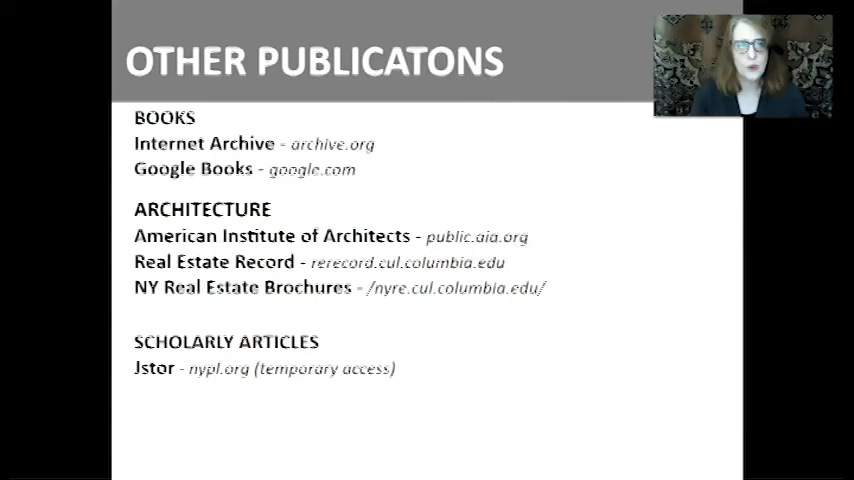 OTHER PUBLICATONS
BOOKS
Internet Archive - archive.org
Google Books - google.com
ARCHITECTURE
American Institute of Architects - public.aia.org
Real Estate Record - rerecord.cul.columbia.edu
NY Real Estate Brochures - /nyre.cul.columbia.edu/
SCHOLARLY ARTICLES
Jstor - nypl.org (temporary access)